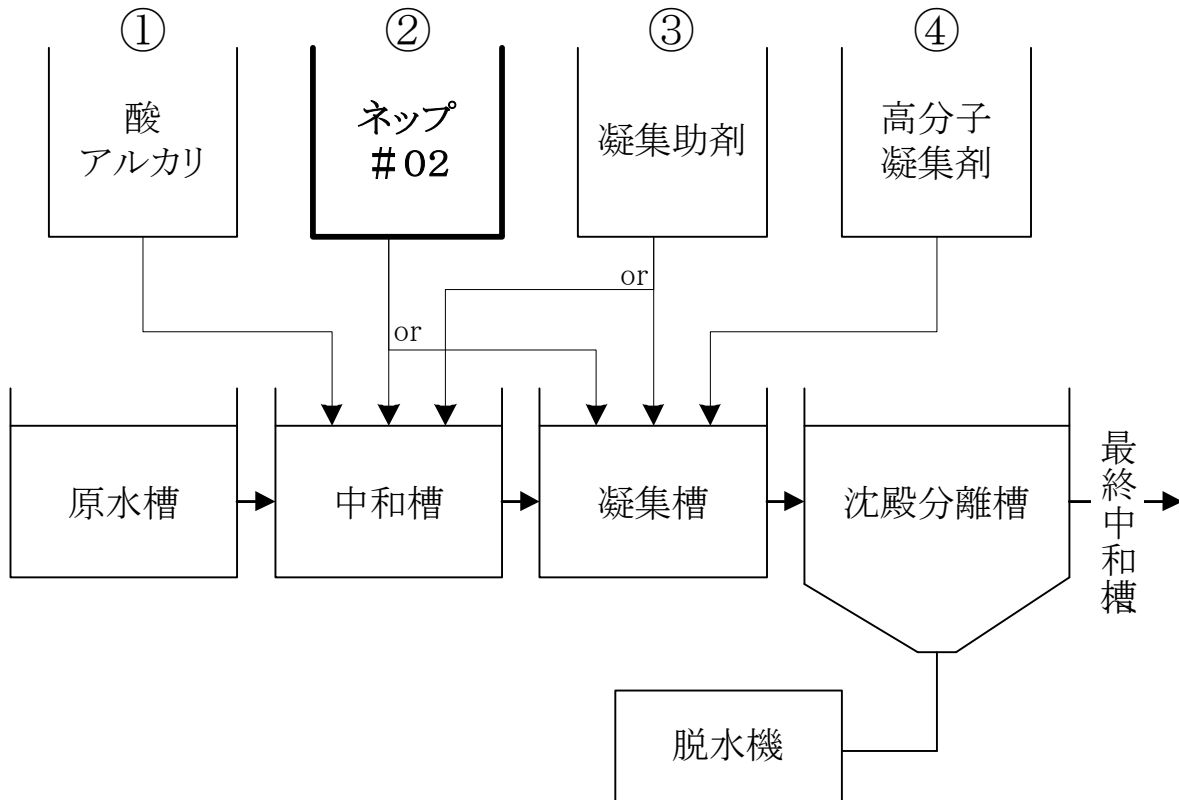 ①
②
③
④
酸
アルカリ
ネップ
＃02
凝集助剤
高分子
凝集剤
or
or
原水槽
中和槽
凝集槽
沈殿分離槽
最終中和槽
脱水機